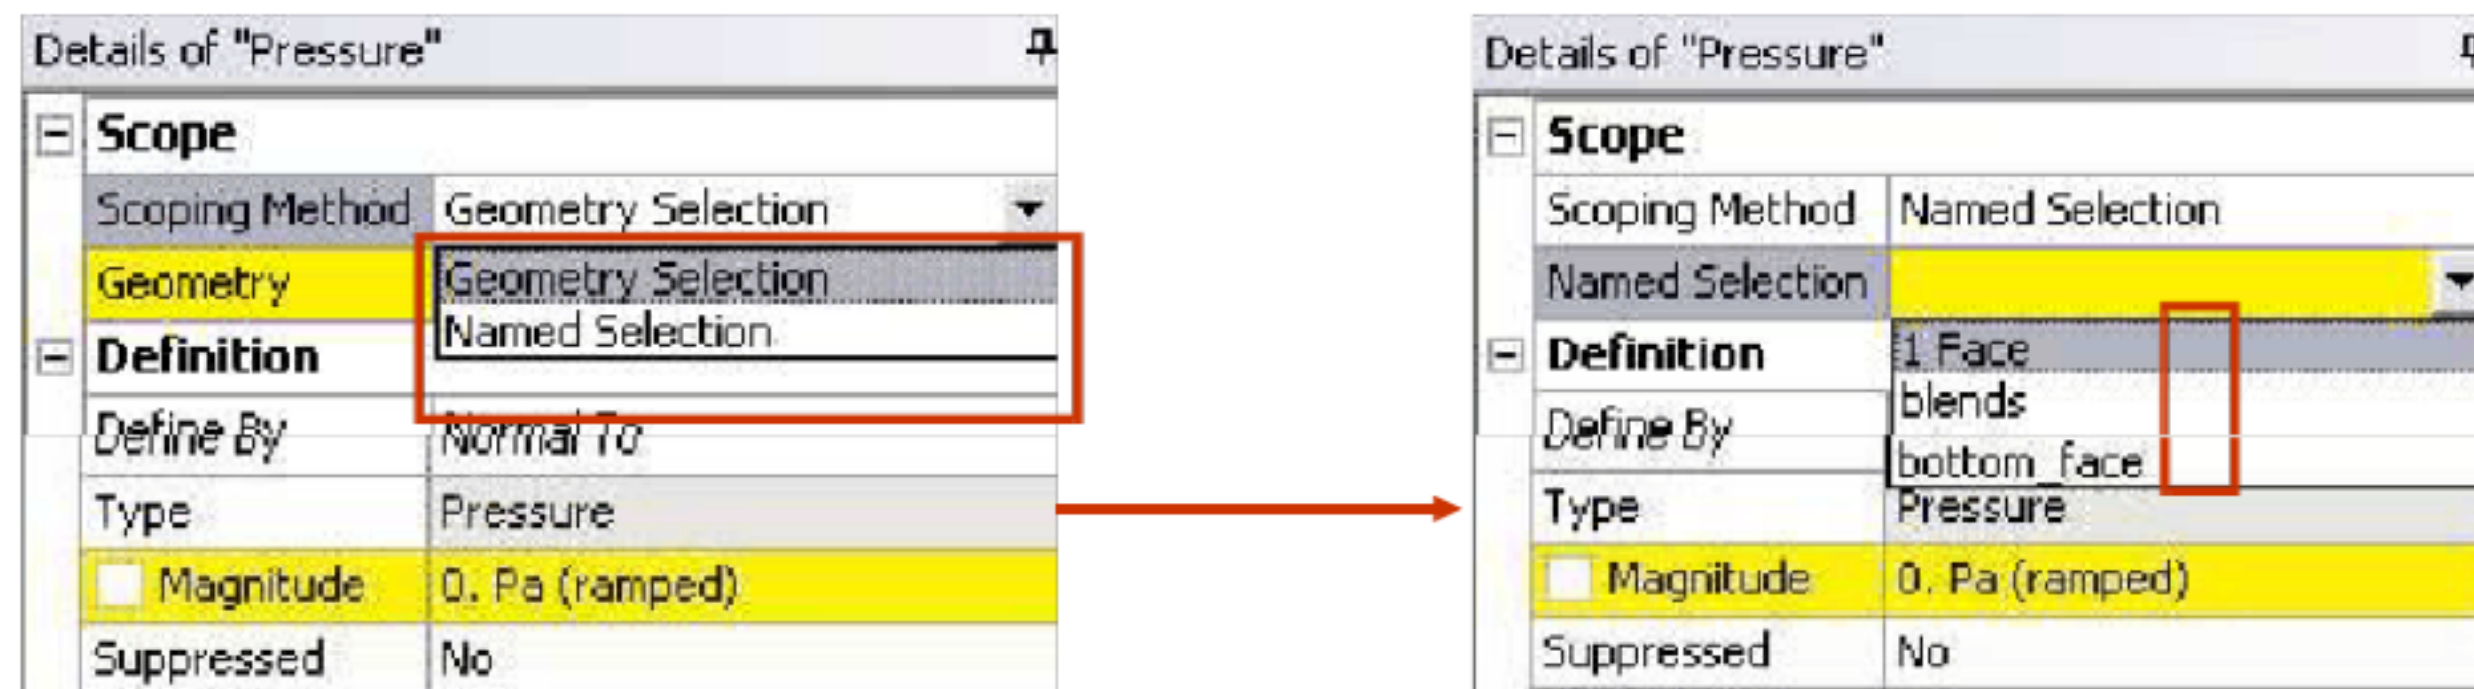 Details of "Pressure"
Scope
Scoping Method Geometry Selection
Geometry Geometry Selection
Named Selection
Definition
Define By Normal To
Type Pressure
Magnitude 0. Pa (ramped)
Suppressed No
Details of "Pressure"
Scope
Scoping Method Named Selection
Named Selection
1 Face
Definition
blends
Define By
bottom_face
Type Pressure
Magnitude 0. Pa (ramped)
Suppressed No